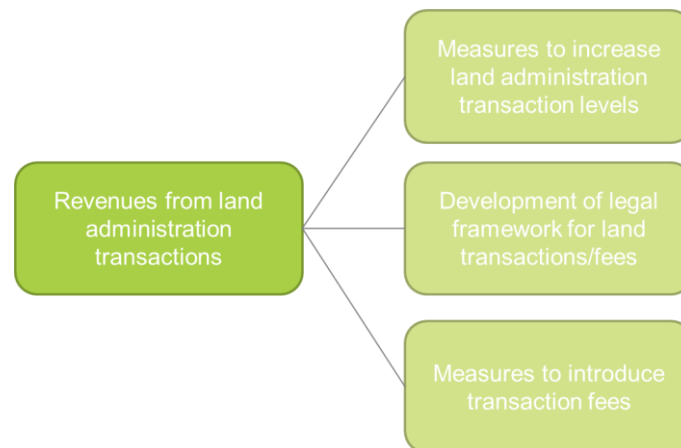 Measures to increase
land administration
transaction levels
Revenues from land
administration
transactions
Development of legal
framework for land
transactions/fees
Measures to introduce
transaction fees